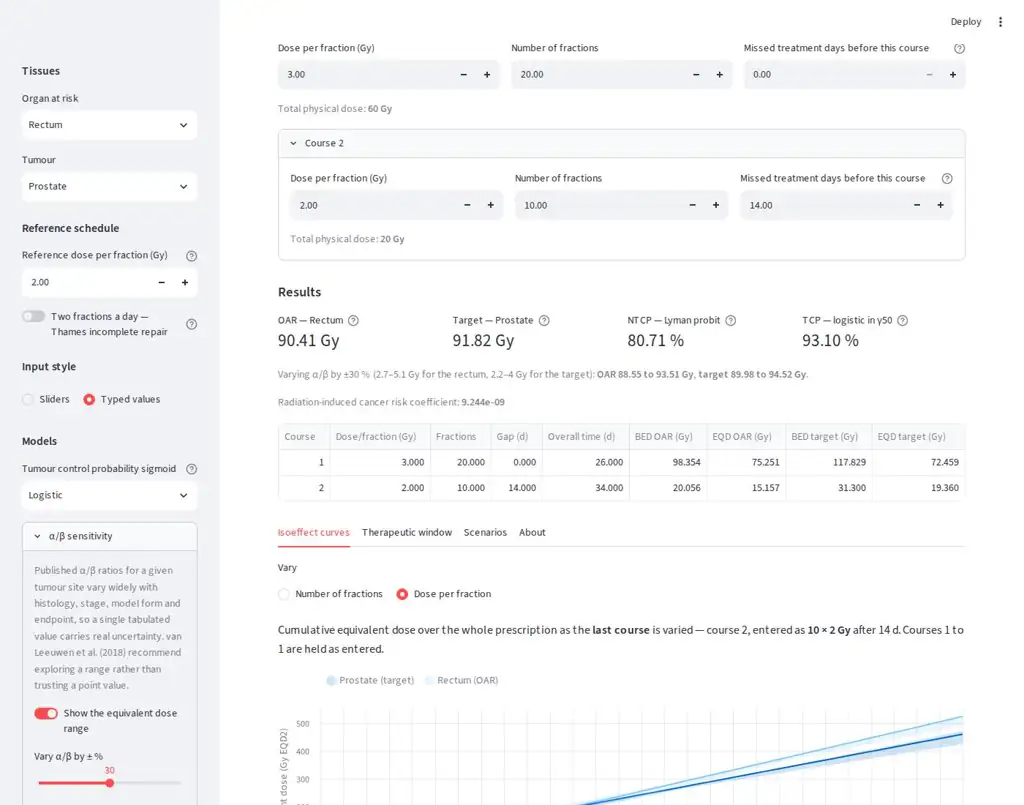 Deploy
Tissues
Organ at risk
Rectum
Tumour
Prostate
Reference schedule
Reference dose per fraction (Gy)
2.00
Two fractions a day —
Thames incomplete repair
Input style
Sliders Typed values
Models
Tumour control probability sigmoid
Logistic
α/β sensitivity
Published α/β ratios for a given
tumour site vary widely with
histology, stage, model form and
endpoint, so a single tabulated
value carries real uncertainty. van
Leeuwen et al. (2018) recommend
exploring a range rather than
trusting a point value.
Show the equivalent dose
range
Vary α/β by ± %
30
Dose per fraction (Gy) Number of fractions Missed treatment days before this course
3.00 20.00 0.00
Total physical dose: 60 Gy
Course 2
Dose per fraction (Gy) Number of fractions Missed treatment days before this course
2.00 10.00 14.00
Total physical dose: 20 Gy
Results
OAR — Rectum Target — Prostate NTCP — Lyman probit TCP — logistic in γ50
90.41 Gy 91.82 Gy 80.71 % 93.10 %
Varying α/β by ±30 % (2.7–5.1 Gy for the rectum, 2.2–4 Gy for the target): OAR 88.55 to 93.51 Gy, target 89.98 to 94.52 Gy.
Radiation-induced cancer risk coefficient: 9.244e-09
Course Dose/fraction (Gy) Fractions Gap (d) Overall time (d) BED OAR (Gy) EQD OAR (Gy) BED target (Gy) EQD target (Gy)
1 3.000 20.000 0.000 26.000 98.354 75.251 117.829 72.459
2 2.000 10.000 14.000 34.000 20.056 15.157 31.300 19.360
Isoeffect curves Therapeutic window Scenarios About
Vary
Number of fractions Dose per fraction
Cumulative equivalent dose over the whole prescription as the last course is varied — course 2, entered as 10 × 2 Gy after 14 d. Courses 1 to
1 are held as entered.
Prostate (target) Rectum (OAR)
500
400
300
t dose (Gy EQD2)